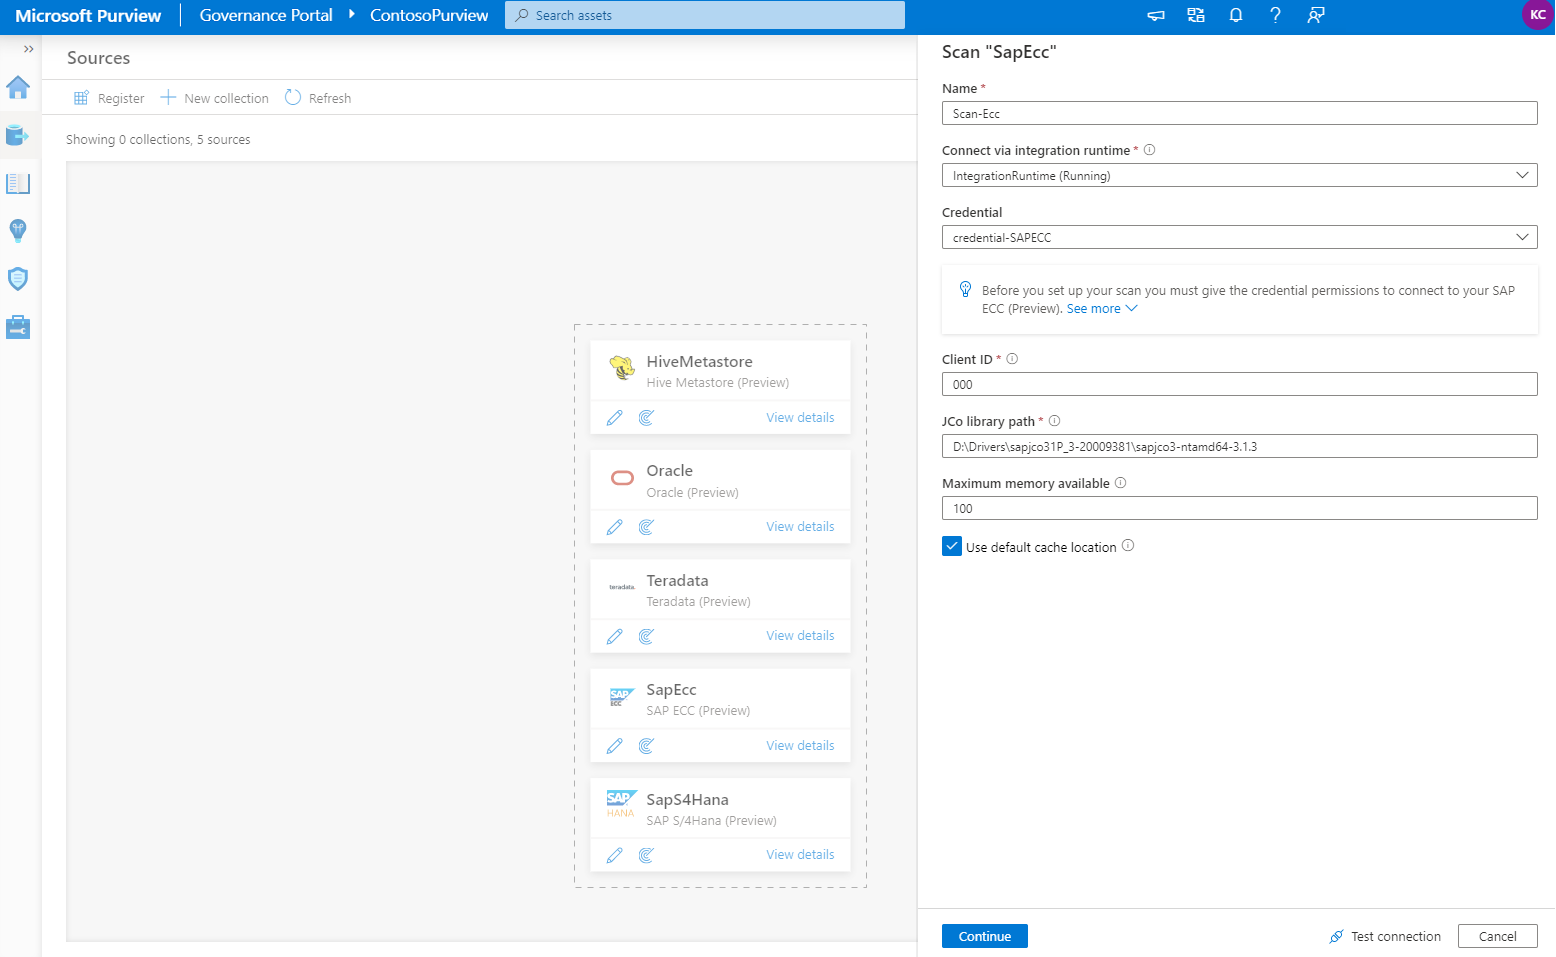 Microsoft Purview
Governance Portal
ContosoPurview
Search assets
KC
Sources
Register
New collection
Refresh
Showing 0 collections, 5 sources
HiveMetastore
Hive Metastore (Preview)
View details
Oracle
Oracle (Preview)
View details
teradata.
Teradata
Teradata (Preview)
View details
SAP
ECC
SapEcc
SAP ECC (Preview)
View details
SAP
HANA
SapS4Hana
SAP S/4Hana (Preview)
View details
Scan "SapEcc"
Name *
Scan-Ecc
Connect via integration runtime *
IntegrationRuntime (Running)
Credential
credential-SAPECC
Before you set up your scan you must give the credential permissions to connect to your SAP
ECC (Preview). See more
Client ID *
000
JCo library path *
D:\Drivers\sapjco31P_3-20009381\sapjco3-ntamd64-3.1.3
Maximum memory available
100
Use default cache location
Continue
Test connection
Cancel